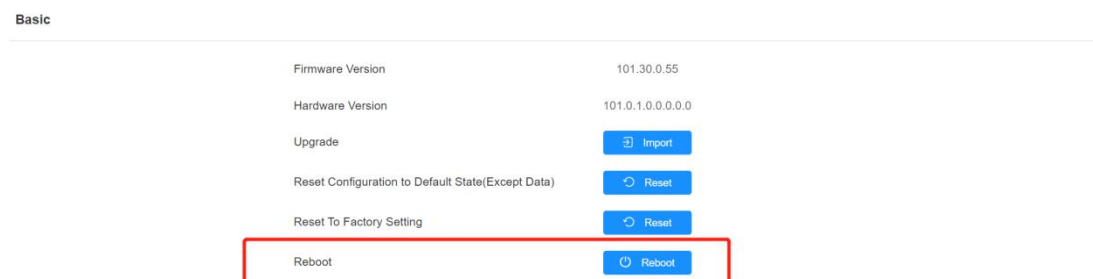 Basic
Firmware Version 101.30.0.55
Hardware Version 101.0.1.0.0.0.0.0
Upgrade Import
Reset Configuration to Default State(Except Data) Reset
Reset To Factory Setting Reset
Reboot Reboot